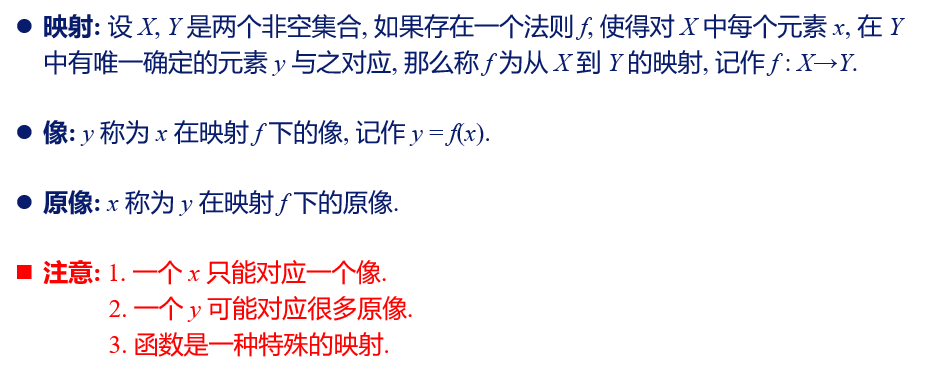 ● 映射: 设 X, Y 是两个非空集合, 如果存在一个法则 f, 使得对 X 中每个元素 x, 在 Y
中有唯一确定的元素 y 与之对应, 那么称 f 为从 X 到 Y 的映射, 记作 f : X→Y.
● 像: y 称为 x 在映射 f 下的像, 记作 y = f(x).
● 原像: x 称为 y 在映射 f 下的原像.
■ 注意: 1. 一个 x 只能对应一个像.
2. 一个 y 可能对应很多原像.
3. 函数是一种特殊的映射.